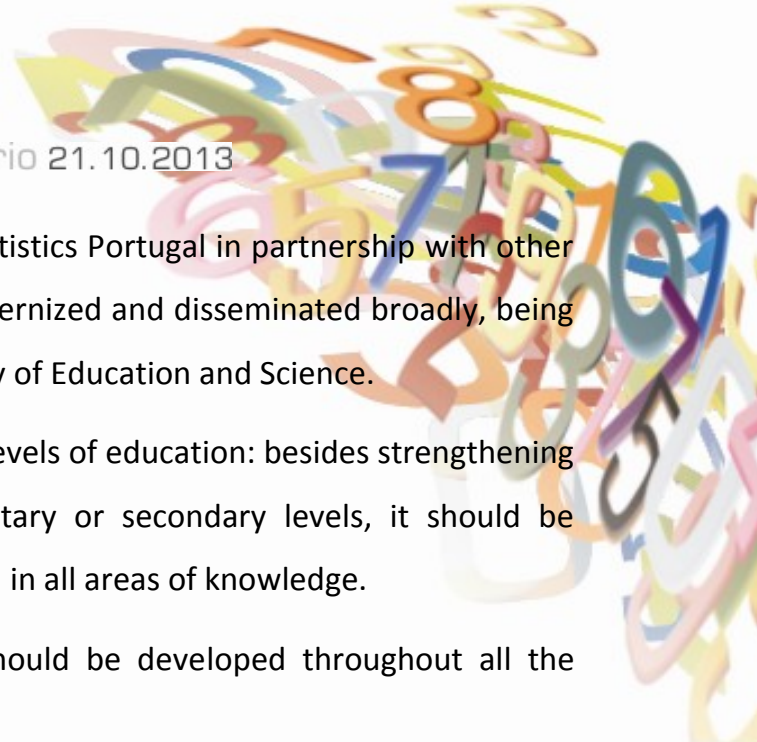 rio 21.10.2013
tistics Portugal in partnership with other
ernized and disseminated broadly, being
y of Education and Science.
evels of education: besides strengthening
tary or secondary levels, it should be
in all areas of knowledge.
hould be developed throughout all the